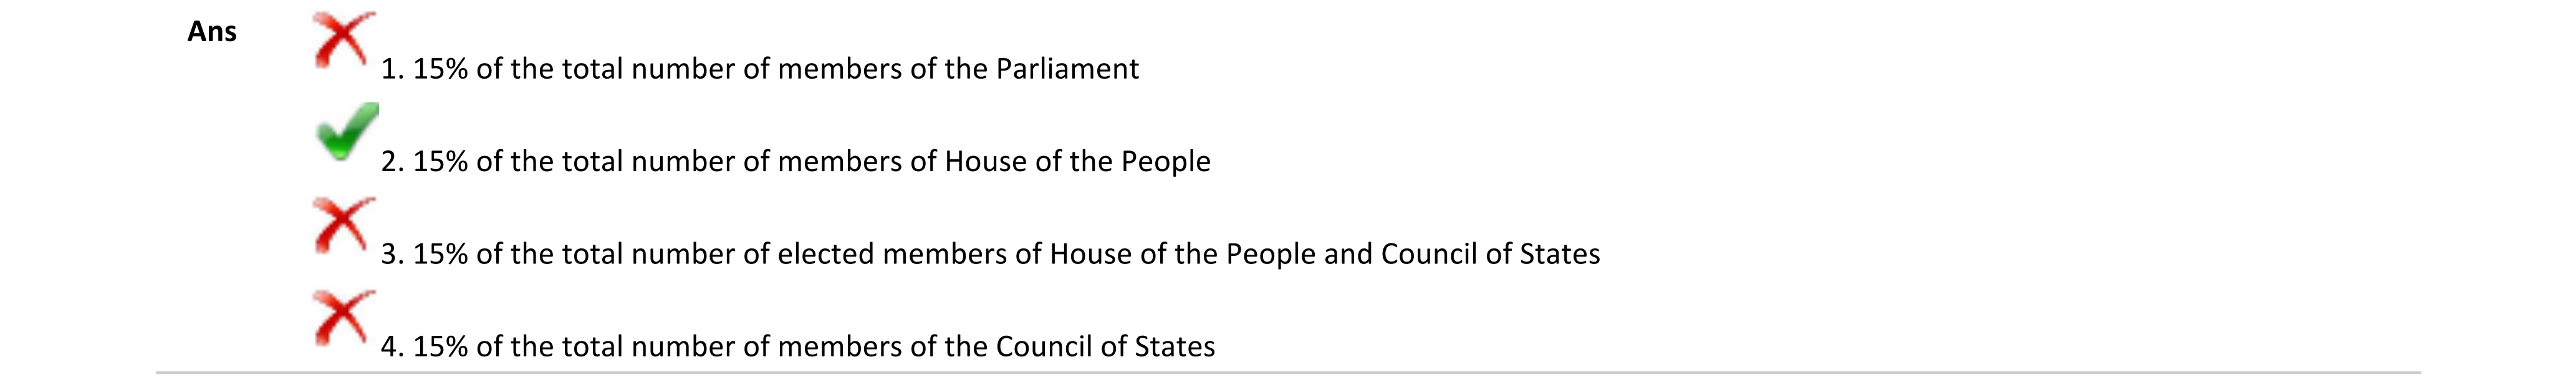 Ans
1. 15% of the total number of members of the Parliament
2. 15% of the total number of members of House of the People
3. 15% of the total number of elected members of House of the People and Council of States
4. 15% of the total number of members of the Council of States